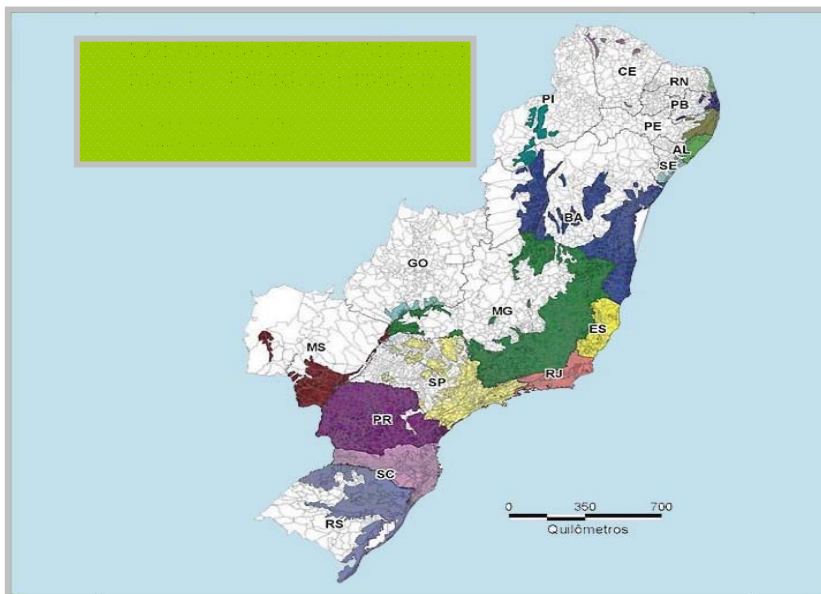 CE
RN
PI
PB
PE
AL
SE
BA
GO
MG
ES
MS
SP
RJ
PR
SC
RS
0 350 700
Quilômetros